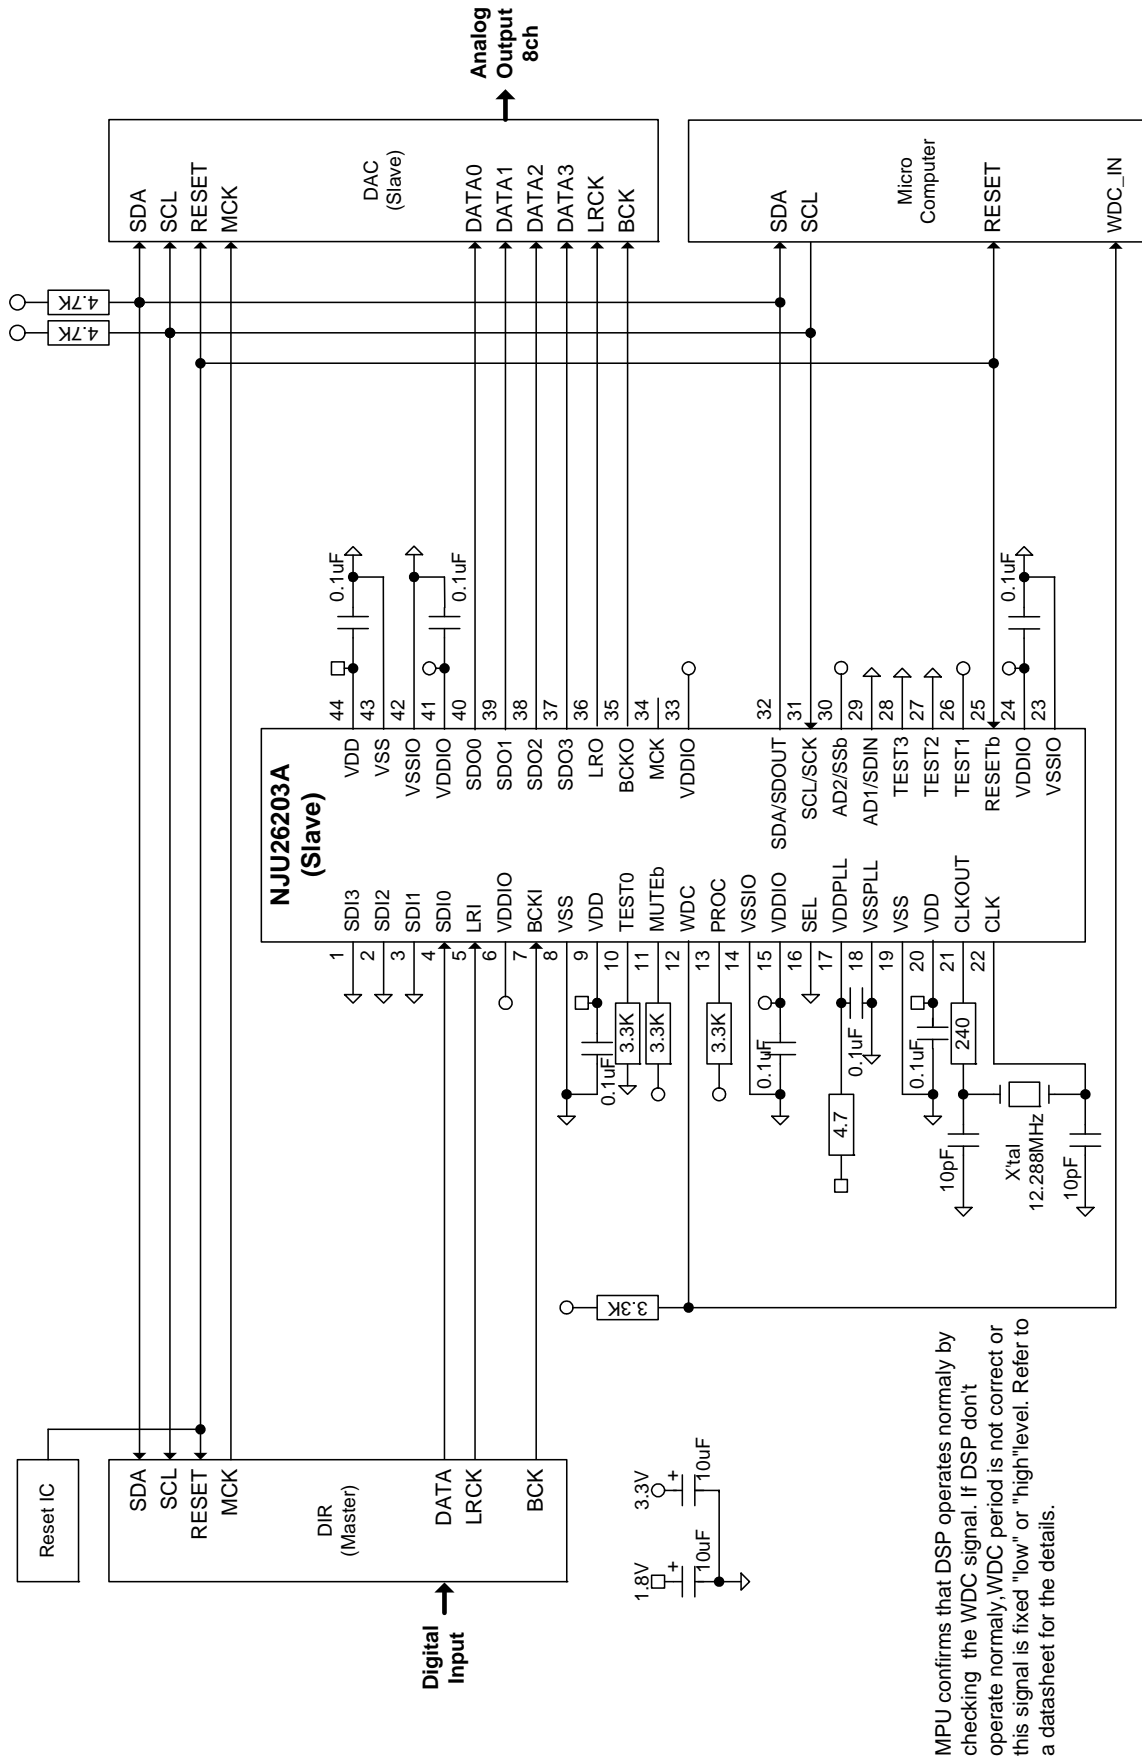 Reset IC
SDA
SCL
RESET
MCK
DATA
LRCK
BCK
DIR
(Master)
Digital
Input
1.8V
3.3V
+
+
10uF
10uF
4.7K
4.7K
SDA
SCL
RESET
MCK
DAC
(Slave)
DATA0
DATA1
DATA2
DATA3
LRCK
BCK
Analog
Output
8ch
NJU26203A
(Slave)
1
2
3
4
5
6
7
8
9
10
11
12
13
14
15
16
17
18
19
20
21
22
SDI3
SDI2
SDI1
SDI0
LRI
VDDIO
BCKI
VSS
VDD
TEST0
MUTEb
WDC
PROC
VSSIO
VDDIO
SEL
VDDPLL
VSSPLL
VSS
VDD
CLKOUT
CLK
VDD
VSS
VSSIO
VDDIO
SDO0
SDO1
SDO2
SDO3
LRO
BCKO
MCK
VDDIO
SDA/SDOUT
SCL/SCK
AD2/SSb
AD1/SDIN
TEST3
TEST2
TEST1
RESETb
VDDIO
VSSIO
44
43
42
41
40
39
38
37
36
35
34
33
32
31
30
29
28
27
26
25
24
23
0.1uF
0.1uF
0.1uF
3.3K
0.1uF
3.3K
3.3K
3.3K
0.1uF
4.7
0.1uF
0.1uF
240
10pF
X'tal
12.288MHz
10pF
SDA
SCL
Micro
Computer
RESET
WDC_IN
MPU confirms that DSP operates normaly by
checking the WDC signal. If DSP don't
operate normaly,WDC period is not correct or
this signal is fixed "low" or "high"level. Refer to
a datasheet for the details.